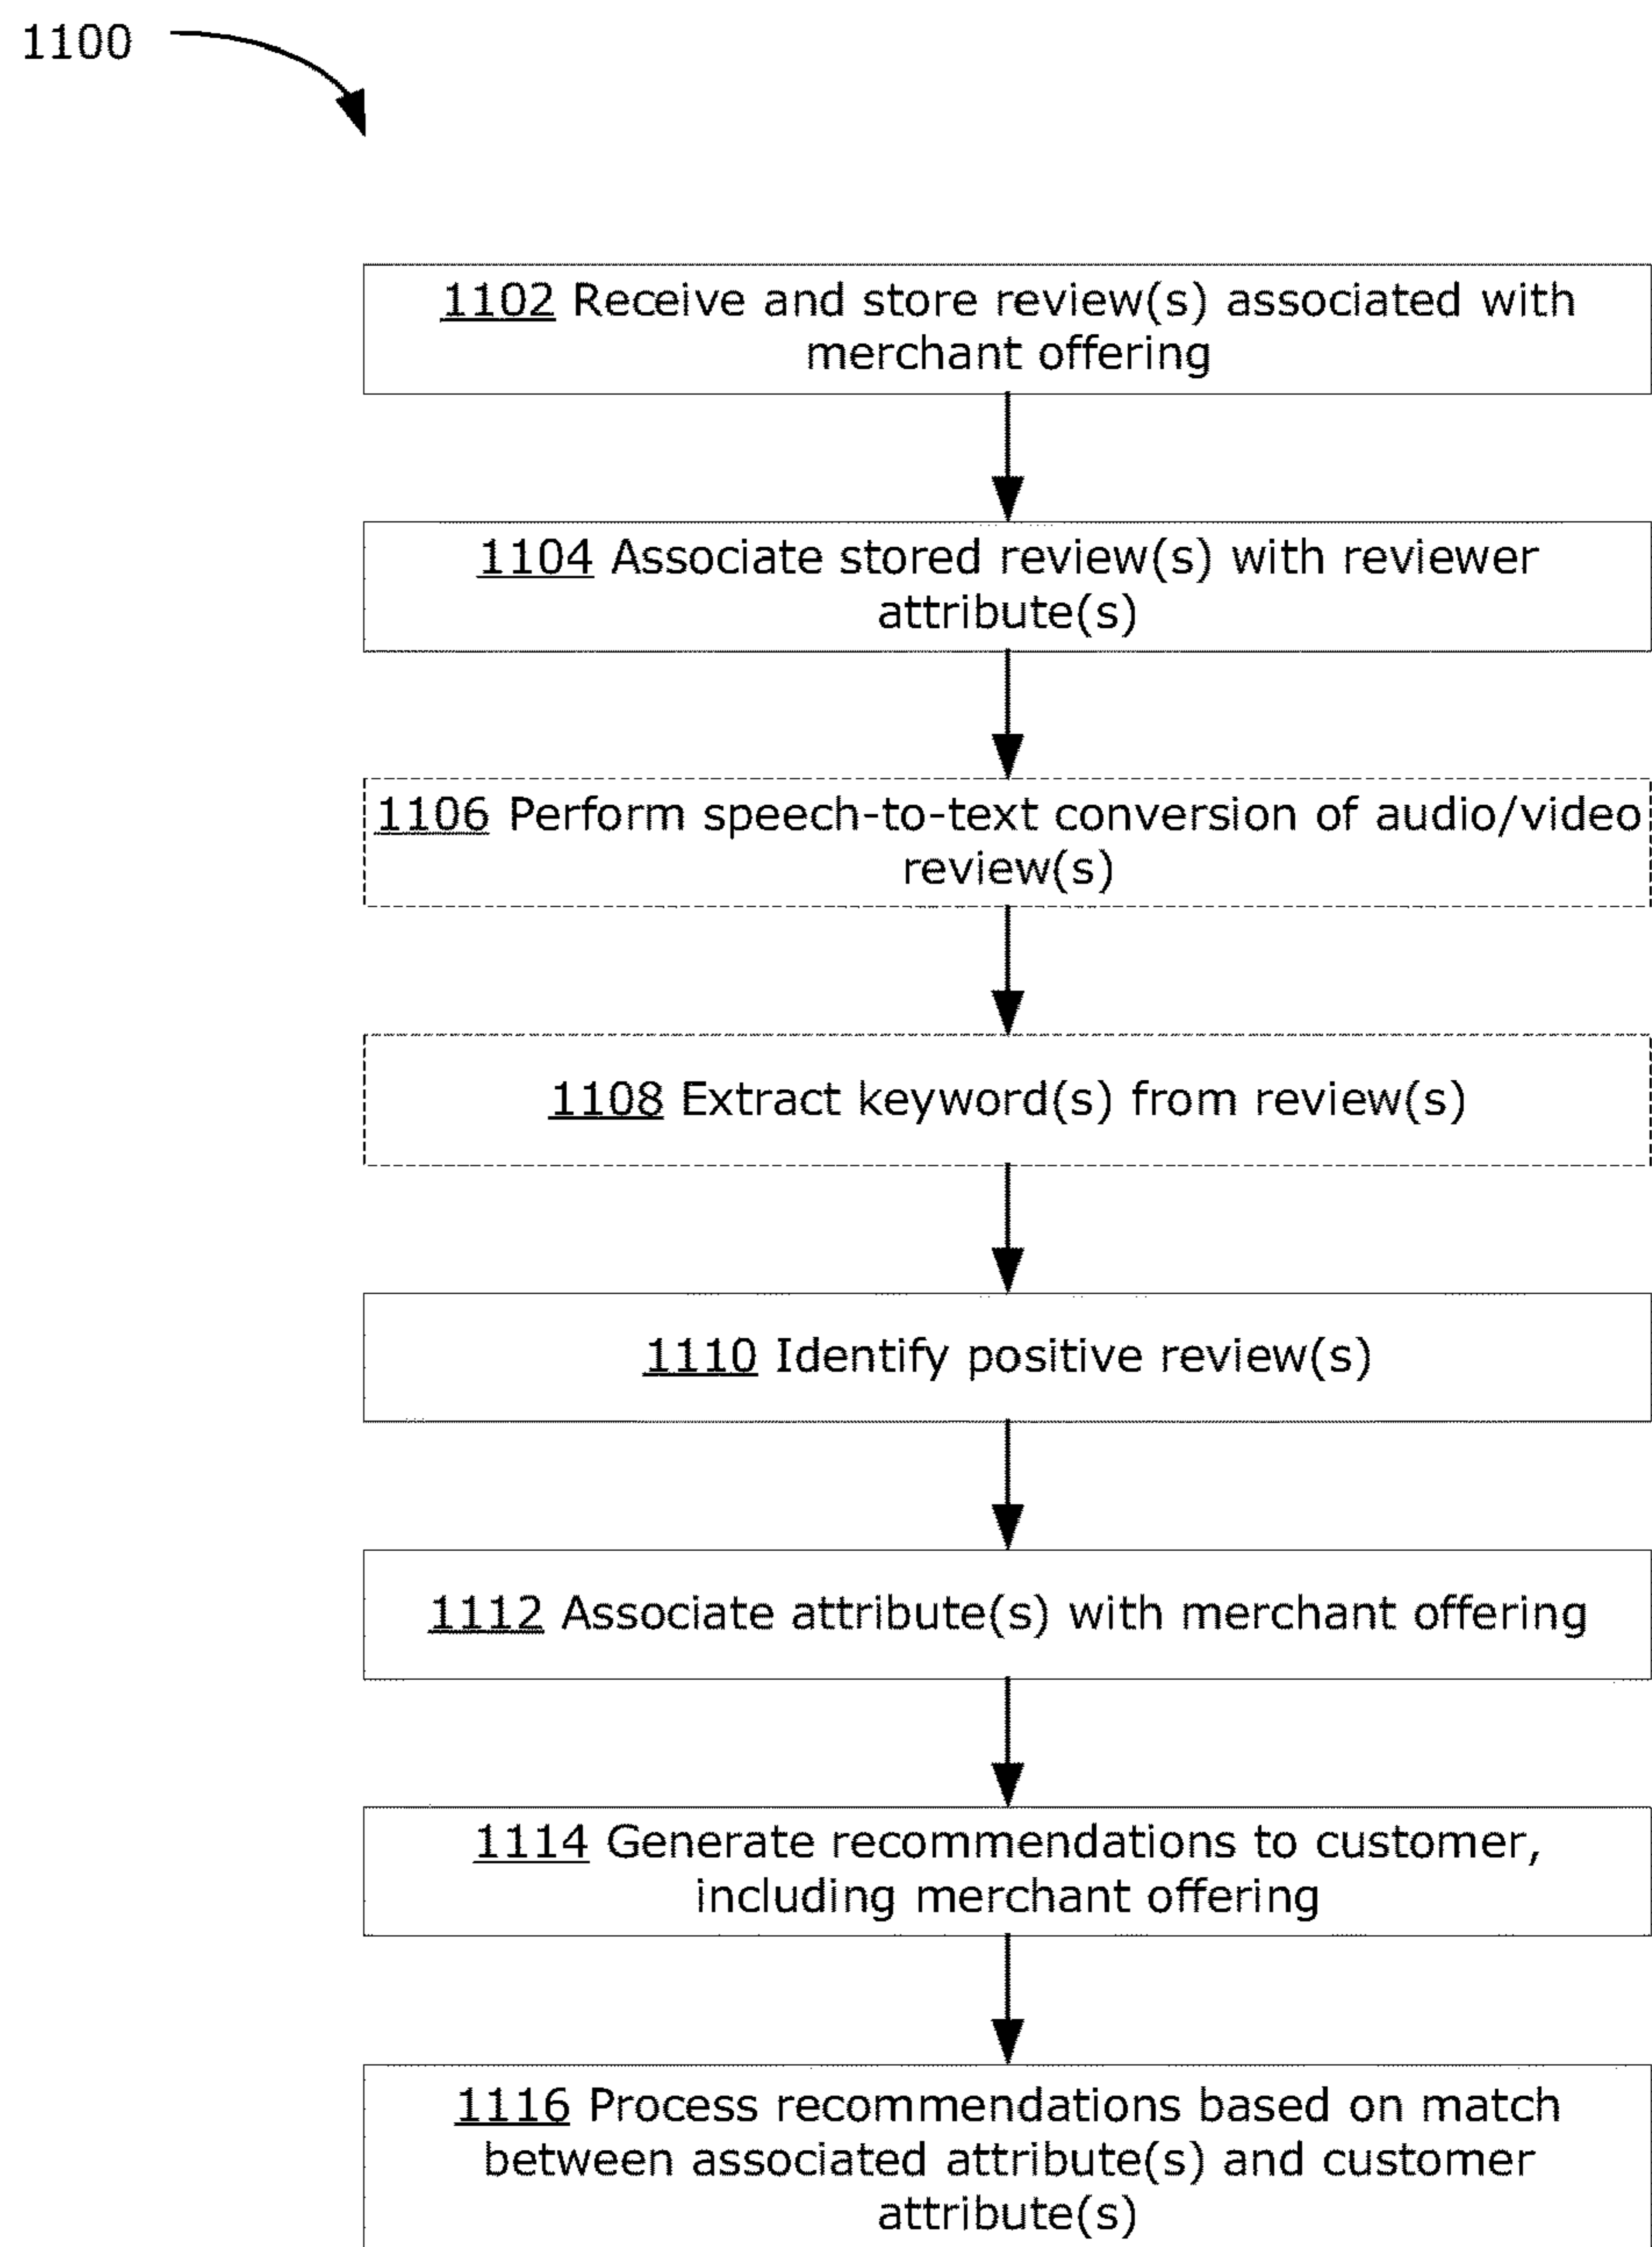 1100
1102 Receive and store review(s) associated with
merchant offering
1104 Associate stored review(s) with reviewer
attribute(s)
1106 Perform speech-to-text conversion of audio/video
review(s)
1108 Extract keyword(s) from review(s)
1110 Identify positive review(s)
1112 Associate attribute(s) with merchant offering
1114 Generate recommendations to customer,
including merchant offering
1116 Process recommendations based on match
between associated attribute(s) and customer
attribute(s)